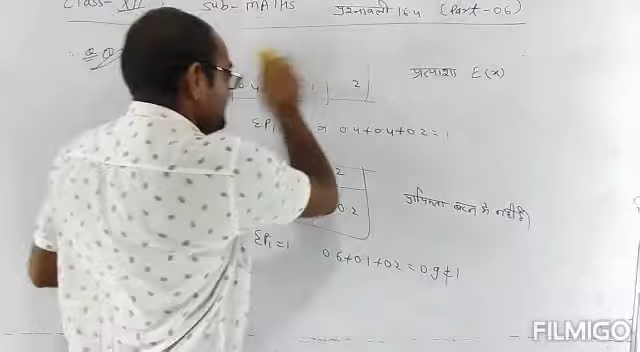 Class- XII Sub- MATHS प्रश्नावली 16.4 (Part-06)
प्रत्याशा E(x)
0.4 2
ΣP₁ = 0.4+0.4+0.2=1
2
0.2 प्रायिकता बंटन में नहीं है।
ΣP₁=1 0.6+0.1+0.2=0.9≠1
FILMIGO